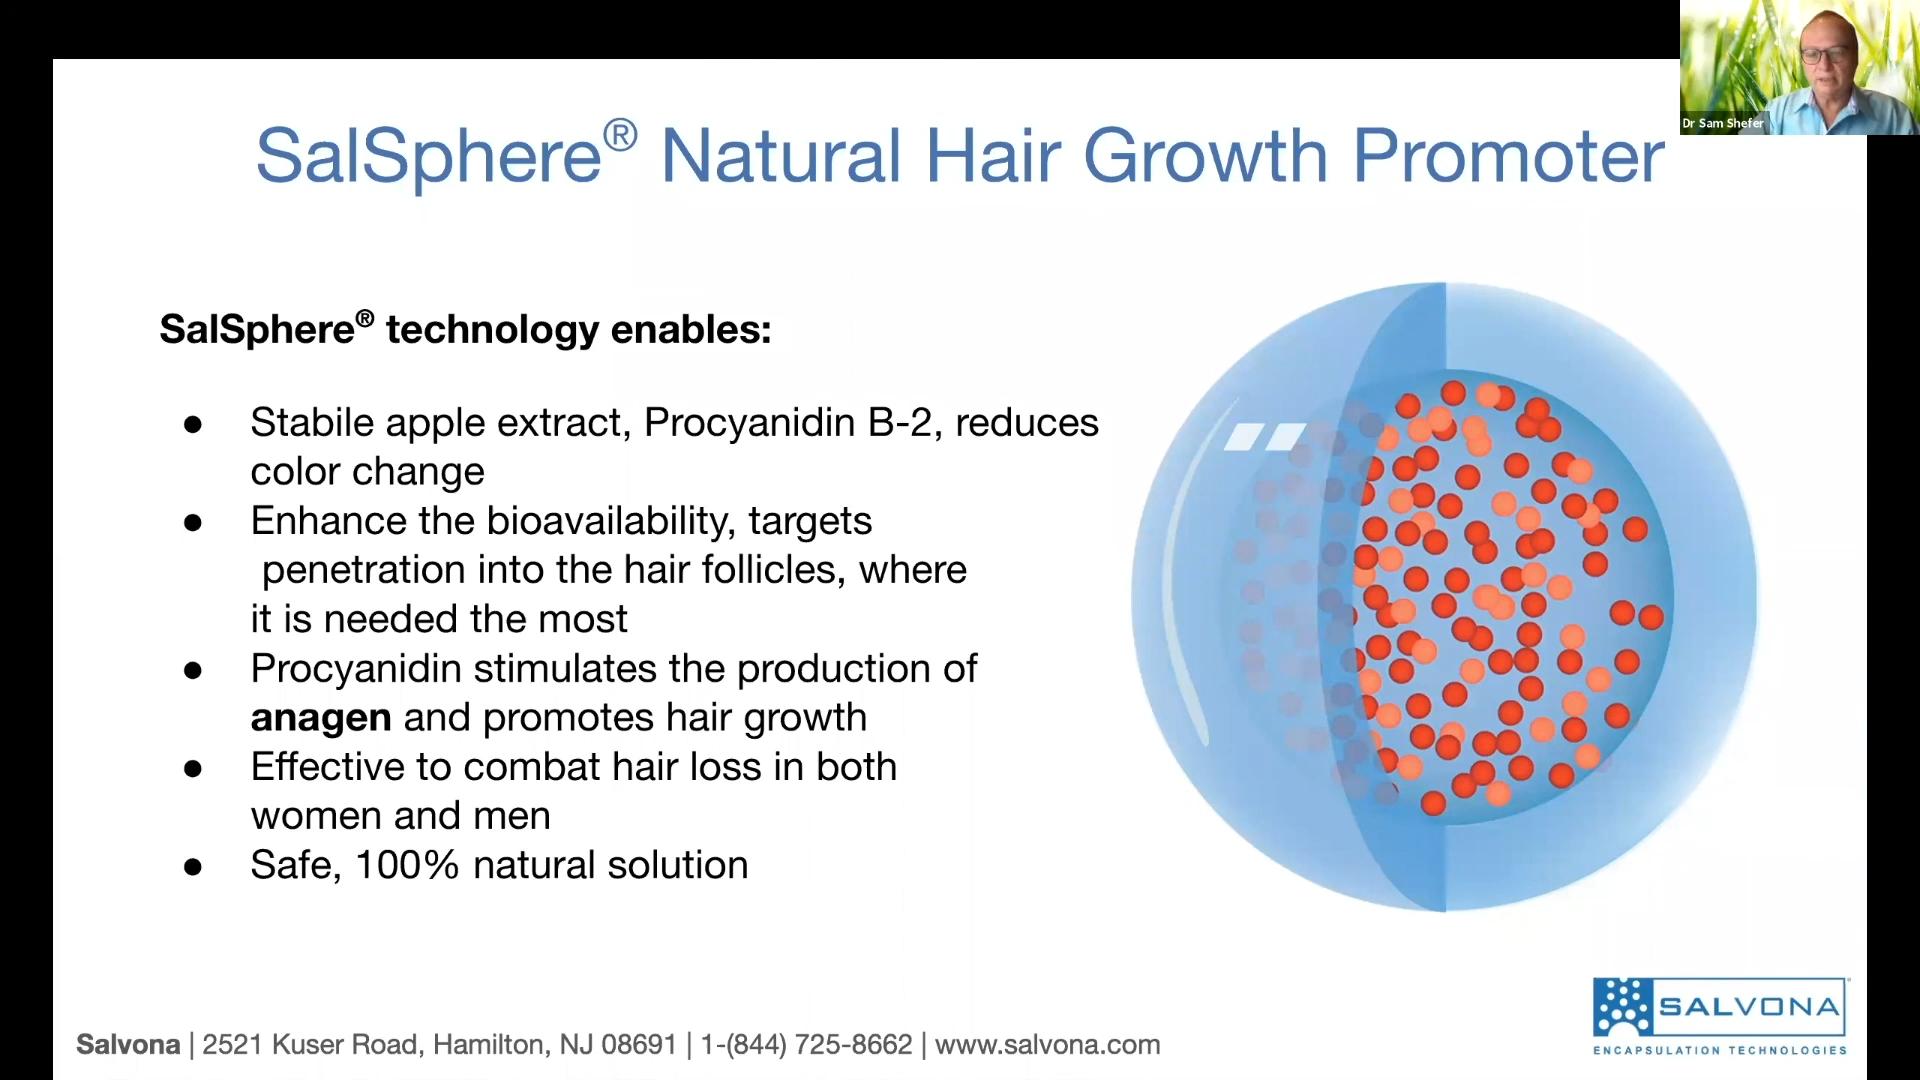 Dr Sam Shefer
SalSphere® Natural Hair Growth Promoter
SalSphere® technology enables:
● Stabile apple extract, Procyanidin B-2, reduces
color change
● Enhance the bioavailability, targets
penetration into the hair follicles, where
it is needed the most
● Procyanidin stimulates the production of
anagen and promotes hair growth
● Effective to combat hair loss in both
women and men
● Safe, 100% natural solution
SALVONA
ENCAPSULATION TECHNOLOGIES
Salvona | 2521 Kuser Road, Hamilton, NJ 08691 | 1-(844) 725-8662 | www.salvona.com